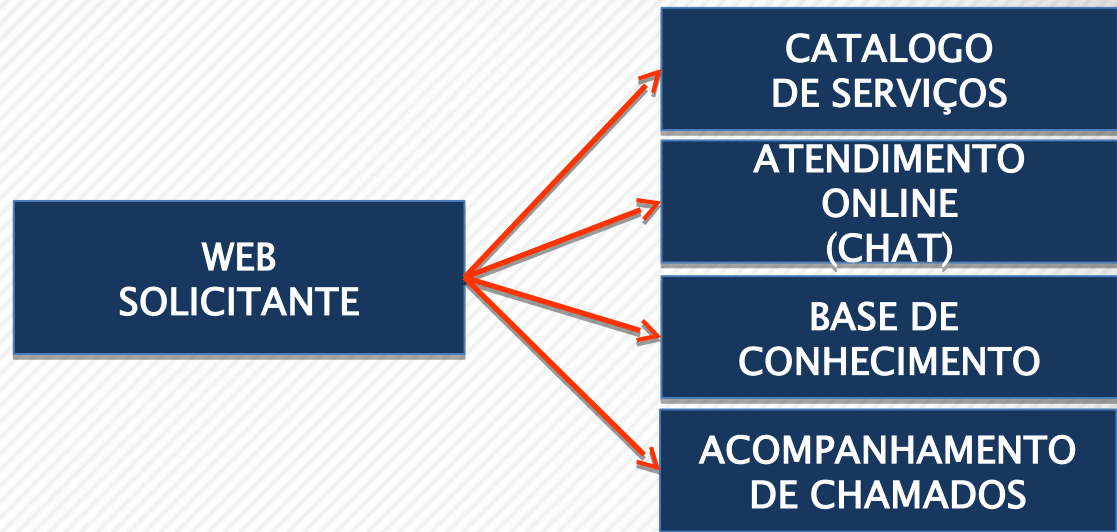 WEB
SOLICITANTE
CATALOGO
DE SERVIÇOS
ATENDIMENTO
ONLINE
(CHAT)
BASE DE
CONHECIMENTO
ACOMPANHAMENTO
DE CHAMADOS